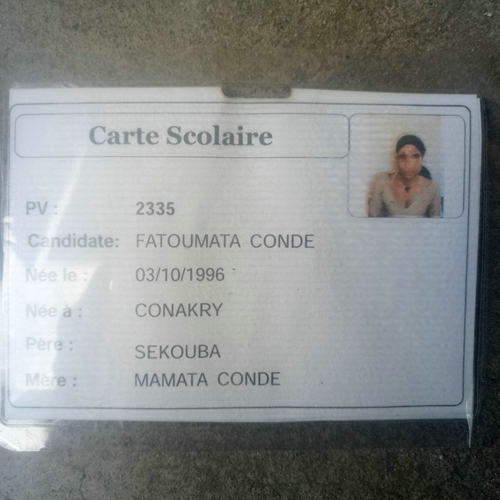 Carte Scolaire
PV : 2335
Candidate: FATOUMATA CONDE
Née le : 03/10/1996
Née à : CONAKRY
Père : SEKOUBA
Mère : MAMATA CONDE